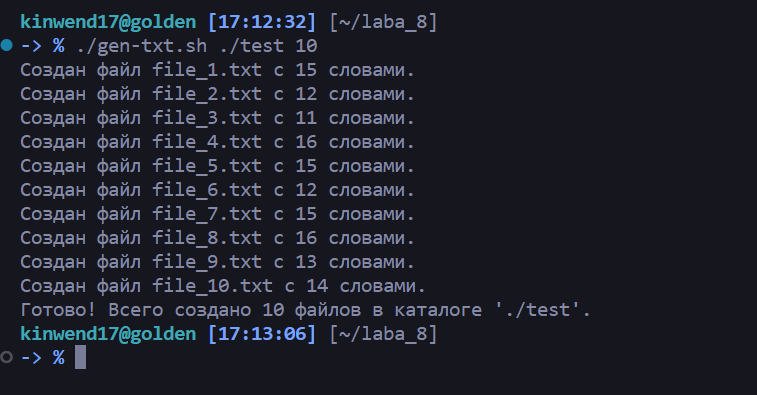 kinwend17@golden [17:12:32] [~/laba_8]
-> % ./gen-txt.sh ./test 10
Создан файл file_1.txt с 15 словами.
Создан файл file_2.txt с 12 словами.
Создан файл file_3.txt с 11 словами.
Создан файл file_4.txt с 16 словами.
Создан файл file_5.txt с 15 словами.
Создан файл file_6.txt с 12 словами.
Создан файл file_7.txt с 15 словами.
Создан файл file_8.txt с 16 словами.
Создан файл file_9.txt с 13 словами.
Создан файл file_10.txt с 14 словами.
Готово! Всего создано 10 файлов в каталоге './test'.
kinwend17@golden [17:13:06] [~/laba_8]
-> %